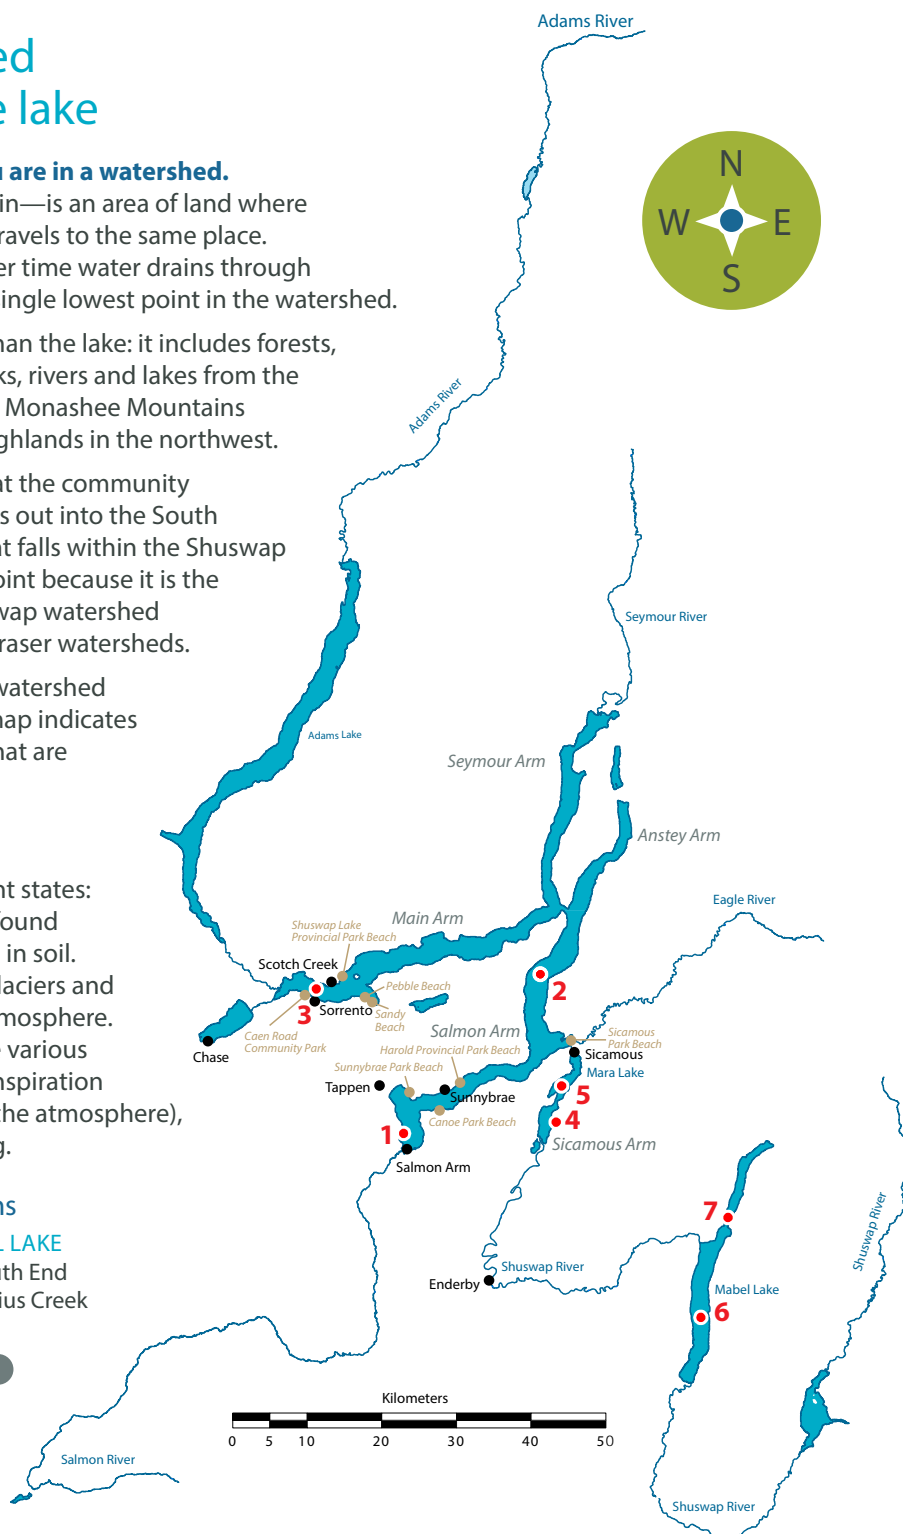 ed
e lake
u are in a watershed.
in—is an area of land where
ravels to the same place.
er time water drains through
single lowest point in the watershed.
han the lake: it includes forests,
ks, rivers and lakes from the
Monashee Mountains
ghlands in the northwest.
at the community
s out into the South
at falls within the Shuswap
oint because it is the
wap watershed
raser watersheds.
watershed
nap indicates
hat are
nt states:
ound
in soil.
laciers and
mosphere.
e various
nspiration
the atmosphere),
g.
ns
L LAKE
uth End
ius Creek
Adams River
N
W E
S
Adams River
Seymour River
Adams Lake
Seymour Arm
Anstey Arm
Eagle River
Main Arm
Shuswap Lake
Provincial Park Beach
Scotch Creek
2
3
Sorrento
Pebble Beach
Sandy
Beach
Caen Road
Community Park
Chase
Salmon Arm
Sicamous
Park Beach
Sicamous
Mara Lake
Harold Provincial Park Beach
Sunnybrae Park Beach
Tappen
Sunnybrae
5
4
Canoe Park Beach
1
Sicamous Arm
Salmon Arm
7
Shuswap River
Shuswap River
Enderby
Mabel Lake
6
Kilometers
0 5 10 20 30 40 50
Salmon River
Shuswap River